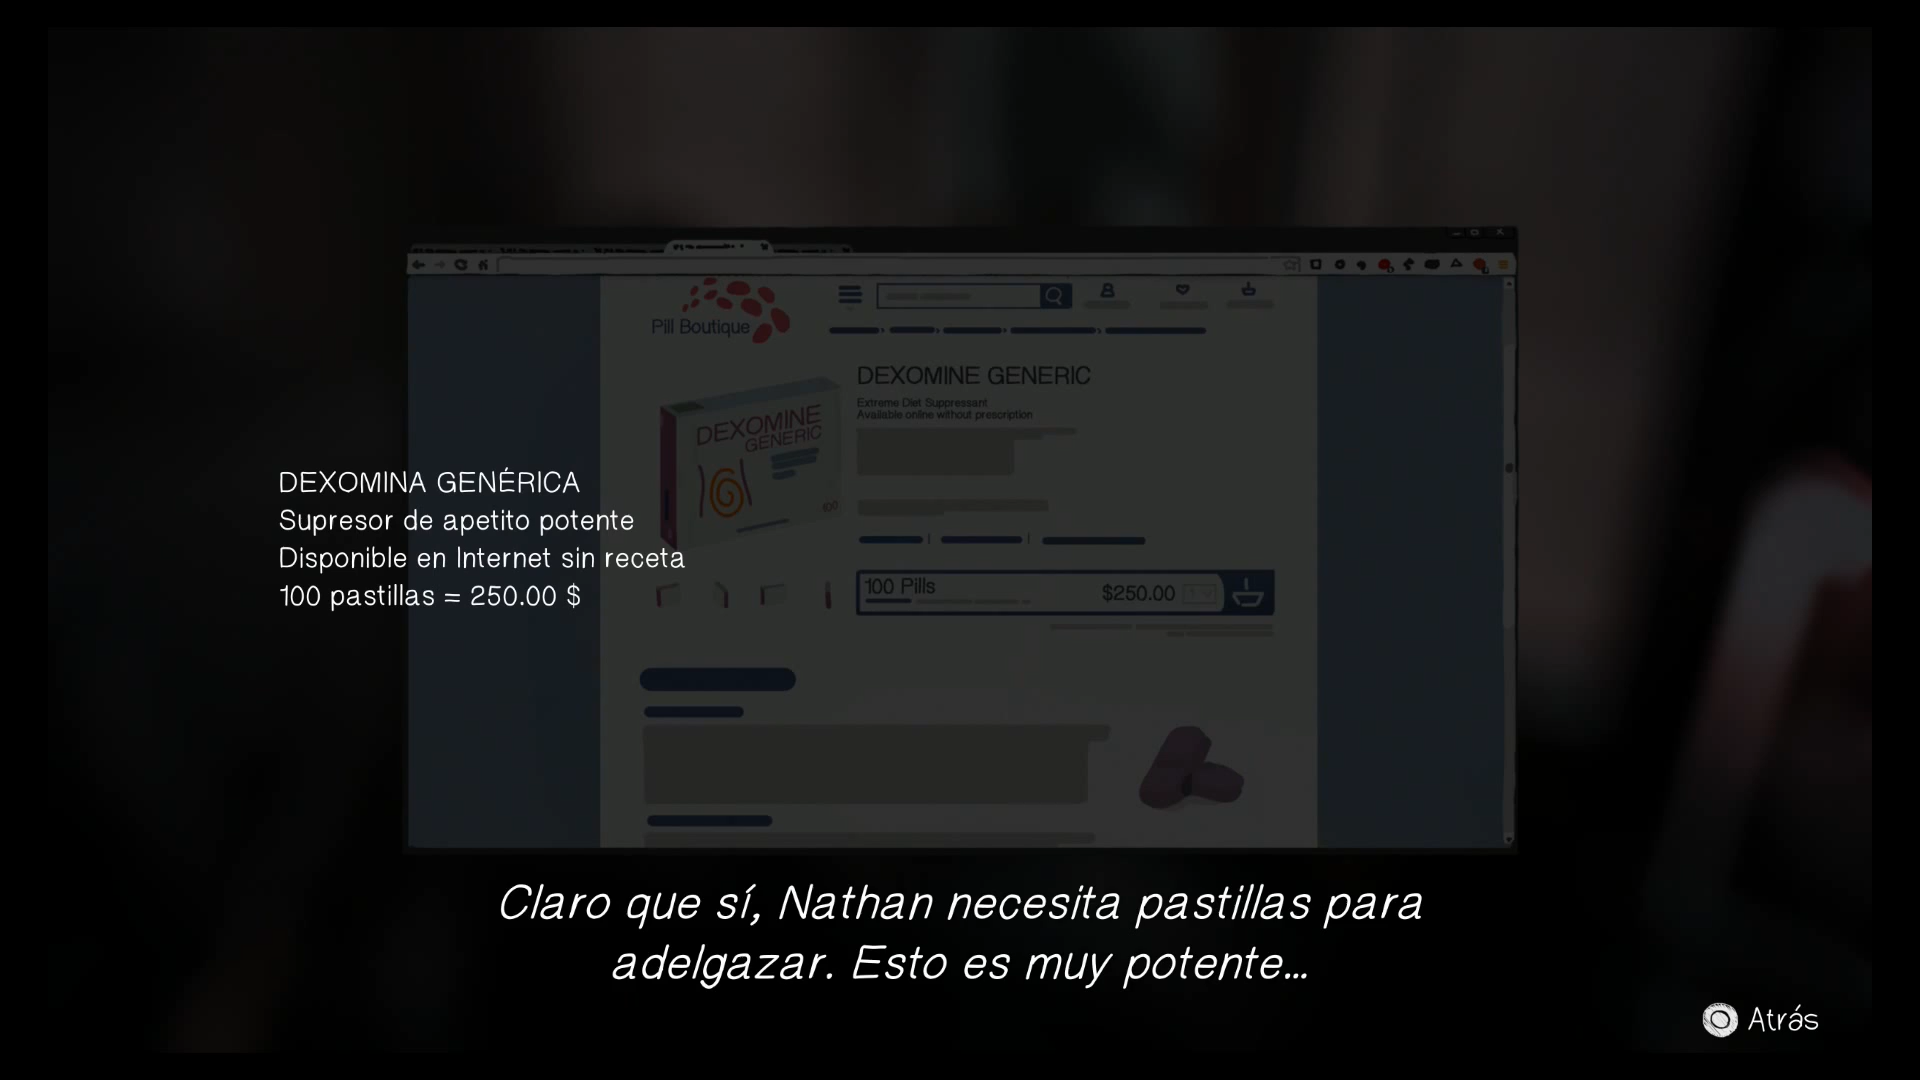 Pill Boutique
DEXOMINE GENERIC
Extreme Diet Suppressant
Available online without prescription
DEXOMINE
GENERIC
100
DEXOMINA GENÉRICA
Supresor de apetito potente
Disponible en Internet sin receta
100 pastillas = 250.00 $
100 Pills $250.00 1
Claro que sí, Nathan necesita pastillas para
adelgazar. Esto es muy potente...
Atrás